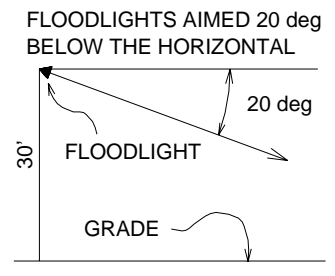 FLOODLIGHTS AIMED 20 deg
BELOW THE HORIZONTAL
20 deg
FLOODLIGHT
30'
GRADE